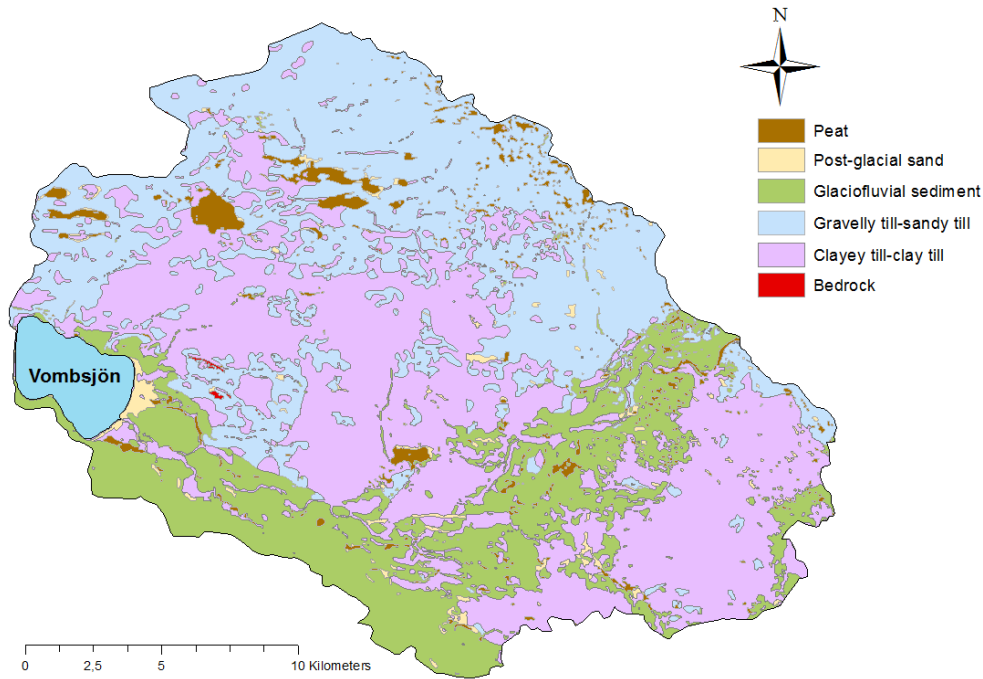 N
Peat
Post-glacial sand
Glaciofluvial sediment
Gravelly till-sandy till
Clayey till-clay till
Bedrock
Vombsjön
0 2,5 5 10 Kilometers